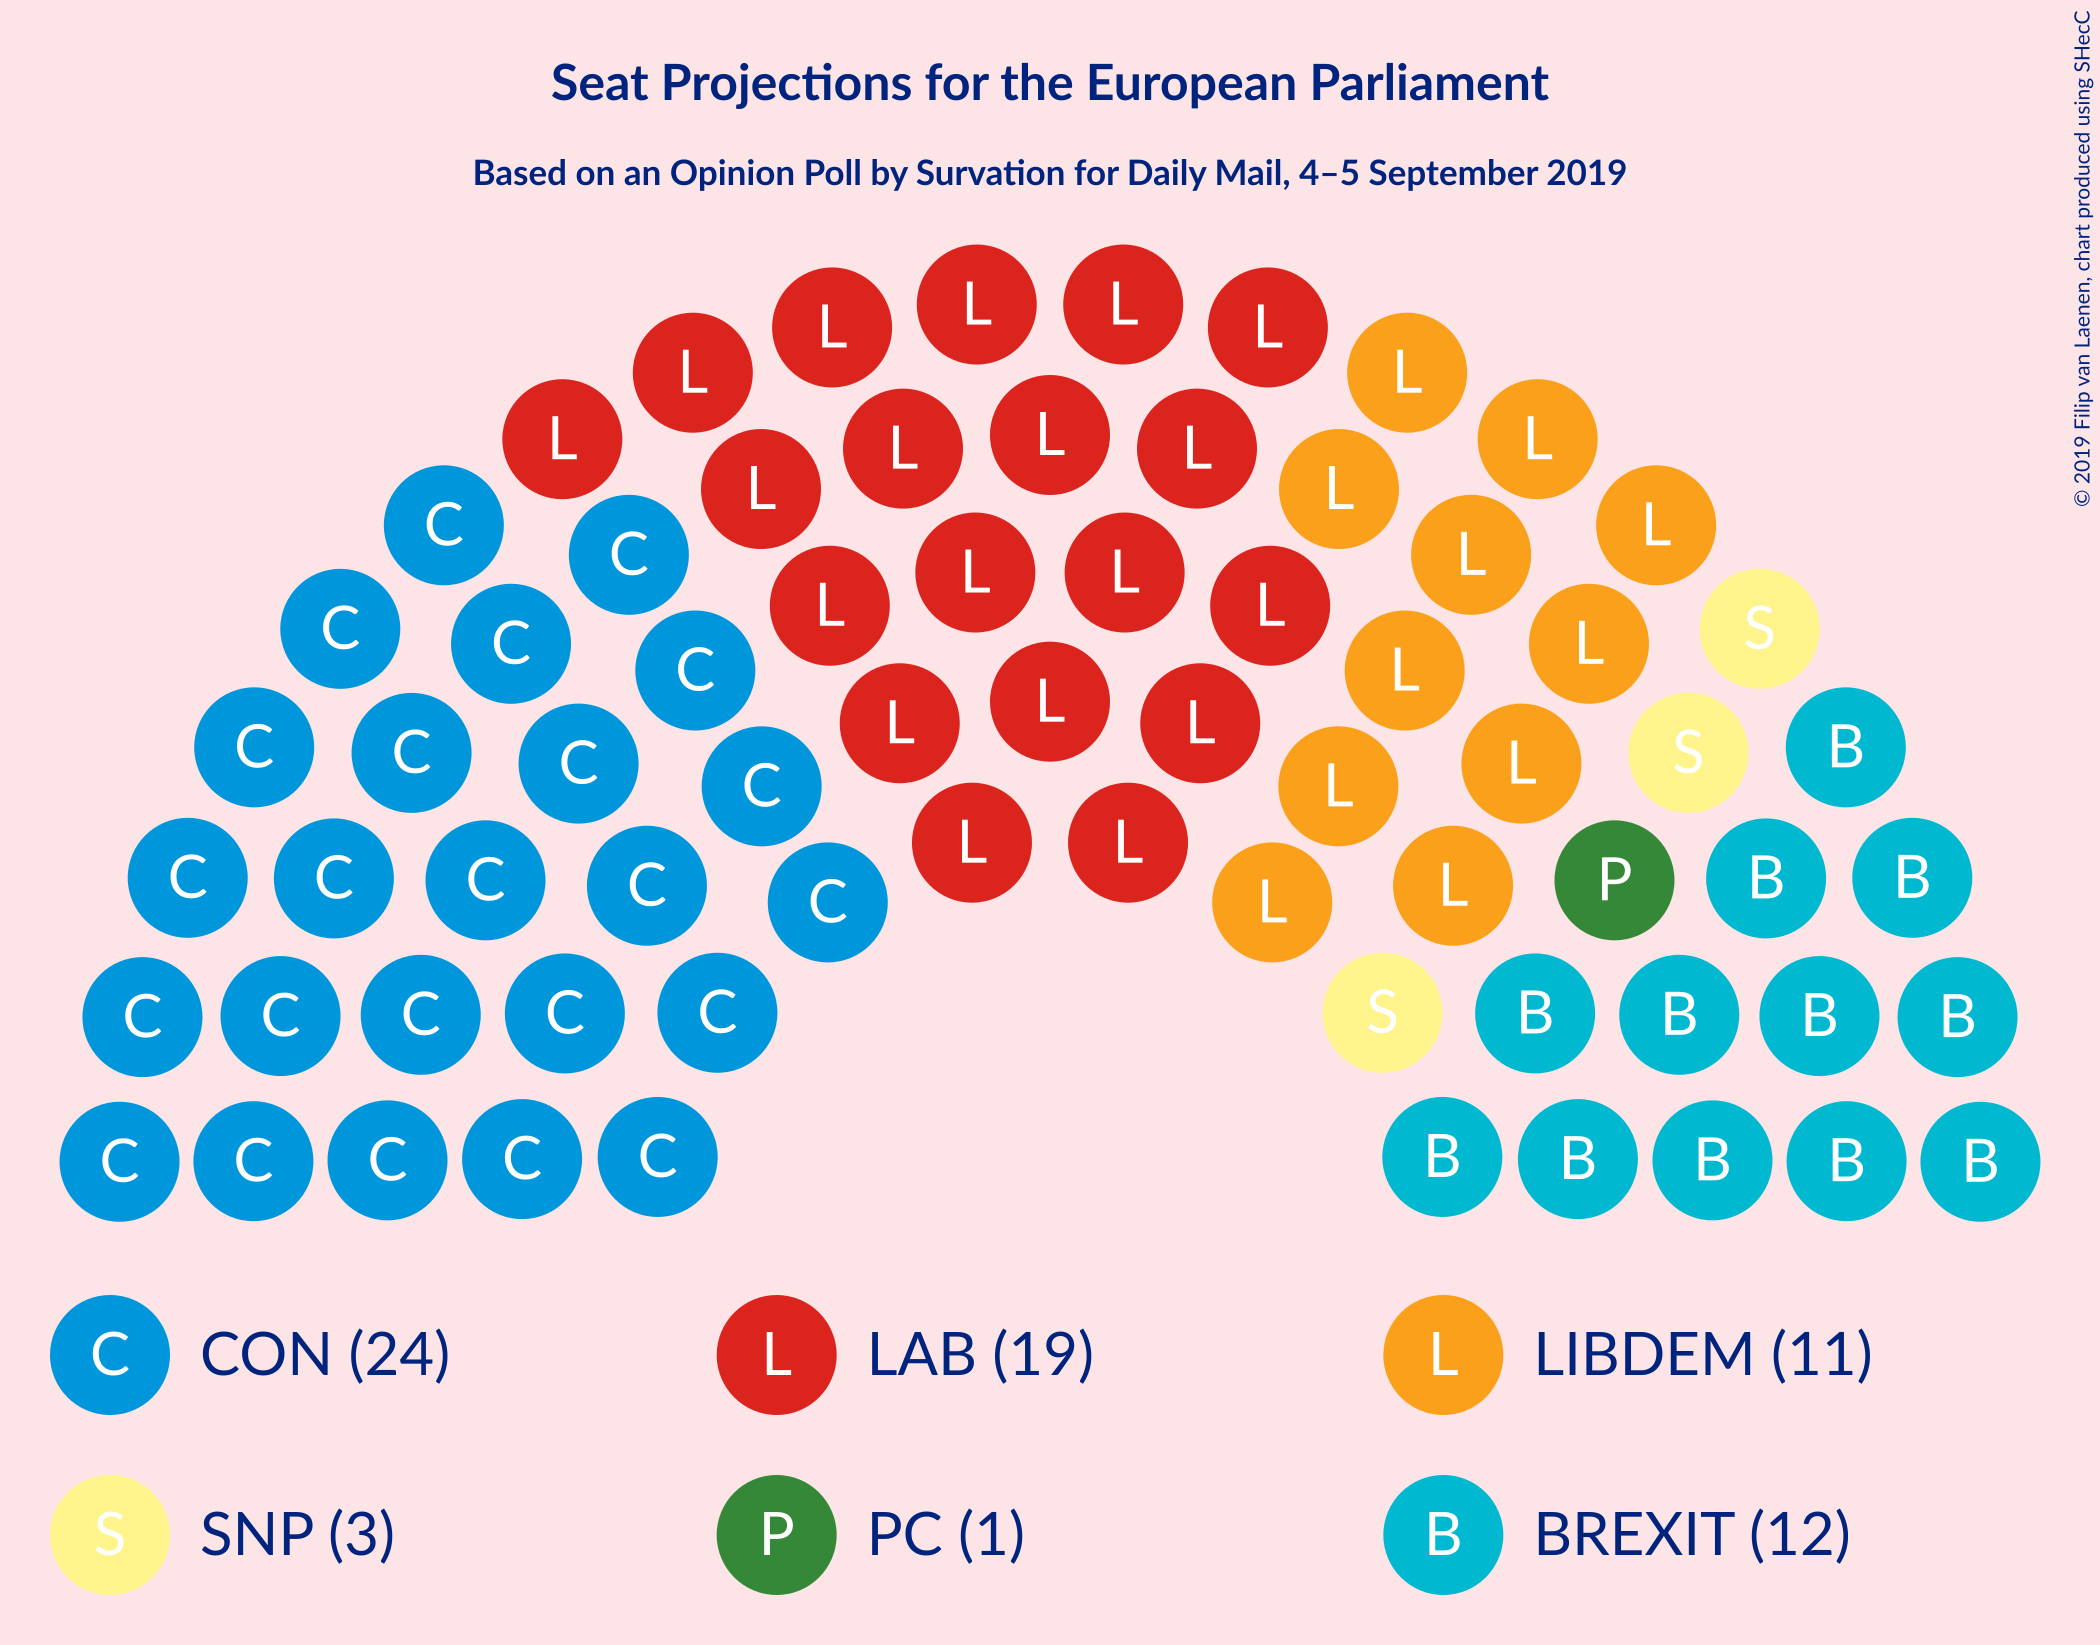 Seat Projections for the European Parliament
Based on an Opinion Poll by Survation for Daily Mail, 4–5 September 2019
© 2019 Filip van Laenen, chart produced using SHecC
L L
L L
L L
L L L
L L
C L L L
C L L
L L L L
C C L S
C L
C C L L
L L L
C C C L S B
C L
L L
C C C C P B B
L L
C L
C C C C C S B B B B
C C C C C B B B B B
C CON (24) L LAB (19) L LIBDEM (11)
S SNP (3) P PC (1) B BREXIT (12)